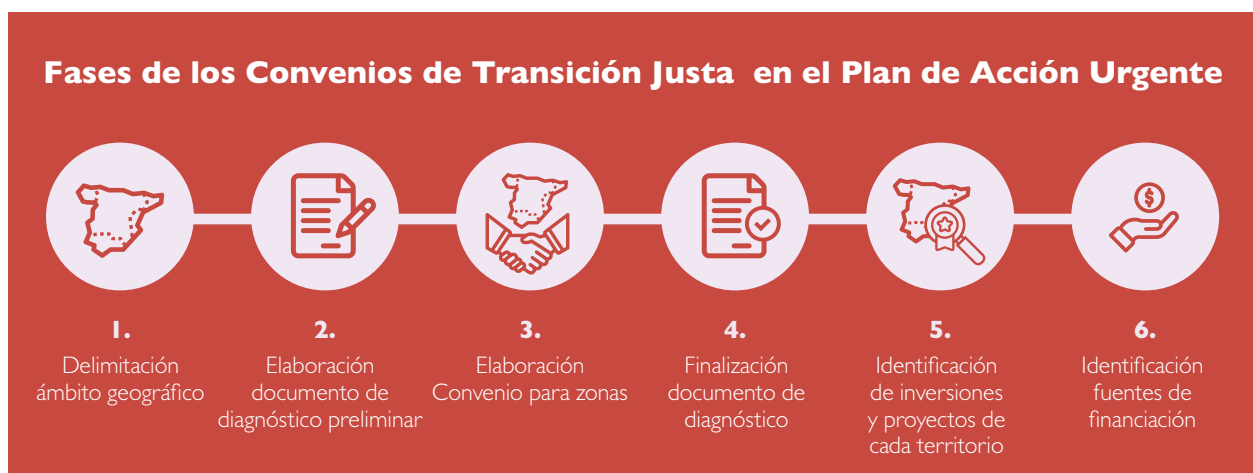 Fases de los Convenios de Transición Justa en el Plan de Acción Urgente
1.
Delimitación
ámbito geográfico
2.
Elaboración
documento de
diagnóstico preliminar
3.
Elaboración
Convenio para zonas
4.
Finalización
documento de
diagnóstico
5.
Identificación
de inversiones
y proyectos de
cada territorio
6.
Identificación
fuentes de
financiación
$